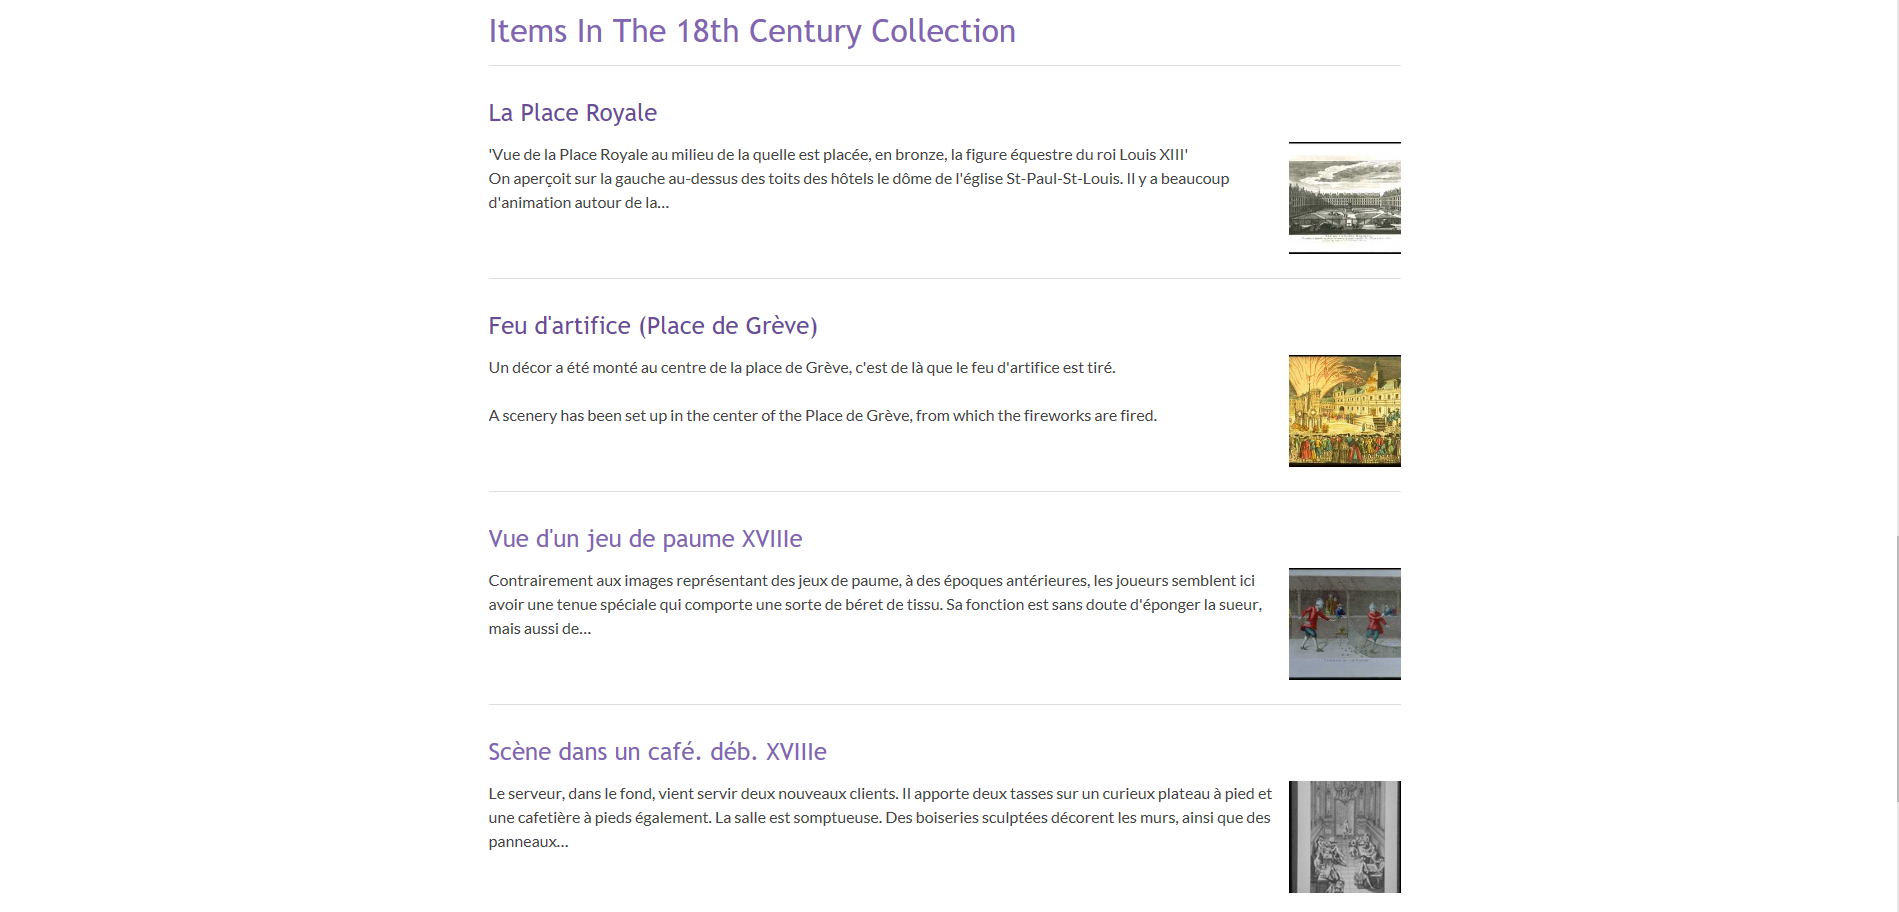 Items In The 18th Century Collection
La Place Royale
'Vue de la Place Royale au milieu de la quelle est placée, en bronze, la figure équestre du roi Louis XIII'
On aperçoit sur la gauche au-dessus des toits des hôtels le dôme de l'église St-Paul-St-Louis. Il y a beaucoup
d'animation autour de la...
Feu d'artifice (Place de Grève)
Un décor a été monté au centre de la place de Grève, c'est de là que le feu d'artifice est tiré.
A scenery has been set up in the center of the Place de Grève, from which the fireworks are fired.
Vue d'un jeu de paume XVIIIe
Contrairement aux images représentant des jeux de paume, à des époques antérieures, les joueurs semblent ici
avoir une tenue spéciale qui comporte une sorte de béret de tissu. Sa fonction est sans doute d'éponger la sueur,
mais aussi de...
Scène dans un café. déb. XVIIIe
Le serveur, dans le fond, vient servir deux nouveaux clients. Il apporte deux tasses sur un curieux plateau à pied et
une cafetière à pieds également. La salle est somptueuse. Des boiseries sculptées décorent les murs, ainsi que des
panneaux...